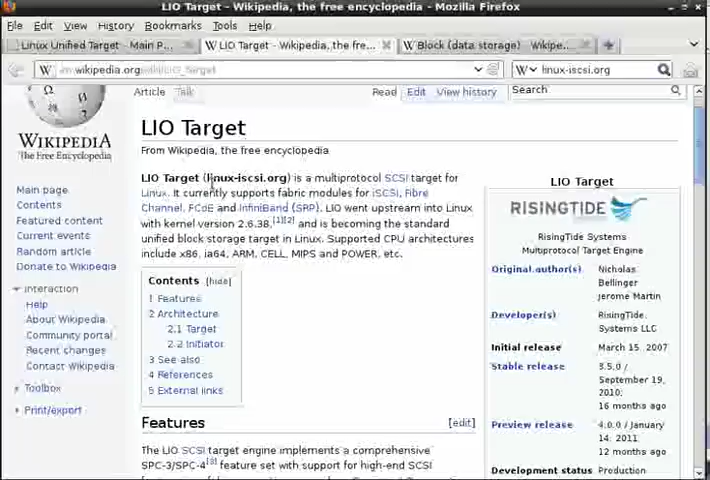 LIO Target - Wikipedia, the free encyclopedia - Mozilla Firefox
File Edit View History Bookmarks Tools Help
Linux Unified Target - Main P...
LIO Target - Wikipedia, the fre...
Block (data storage) - Wikipe...
linux-iscsi.org
WIKIPEDIA
The Free Encyclopedia
Main page
Contents
Featured content
Current events
Random article
Donate to Wikipedia
Interaction
Help
About Wikipedia
Community portal
Recent changes
Contact Wikipedia
Toolbox
Print/export
Article Talk Read Edit View history Search
LIO Target
From Wikipedia, the free encyclopedia
LIO Target (linux-iscsi.org) is a multiprotocol SCSI target for
Linux. It currently supports fabric modules for iSCSI, Fibre
Channel, FCoE and InfiniBand (SRP). LIO went upstream into Linux
with kernel version 2.6.38,[1][2] and is becoming the standard
unified block storage target in Linux. Supported CPU architectures
include x86, ia64, ARM, CELL, MIPS and POWER, etc.
Contents [hide]
1 Features
2 Architecture
2.1 Target
2.2 Initiator
3 See also
4 References
5 External links
Features [edit]
The LIO SCSI target engine implements a comprehensive
SPC-3/SPC-4[3] feature set with support for high-end SCSI
LIO Target
RISINGTIDE
RisingTide Systems
Multiprotocol Target Engine
Original author(s) Nicholas
Bellinger
Jerome Martin
Developer(s) RisingTide
Systems LLC
Initial release March 15, 2007
Stable release 3.5.0 /
September 19,
2010;
16 months ago
Preview release 4.0.0 / January
14, 2011;
12 months ago
Development status Production